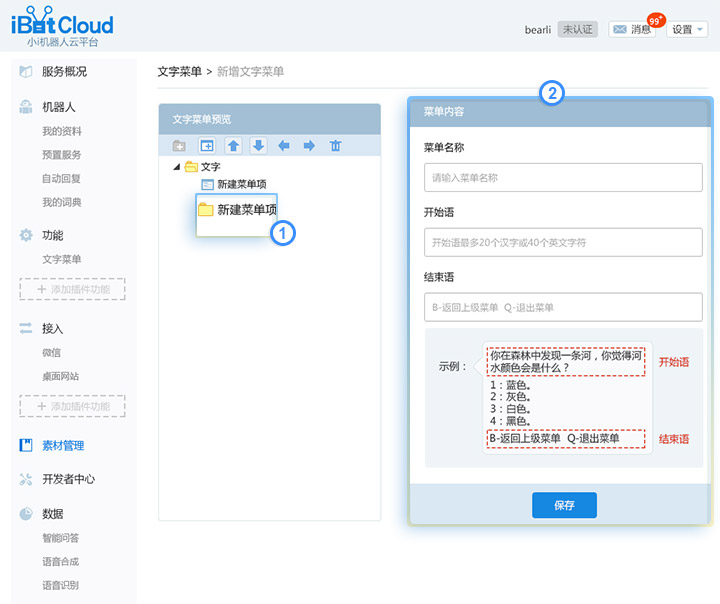 iBotCloud
小i机器人云平台
bearli 未认证 消息 99+ 设置
服务概况
机器人
我的资料
预置服务
自动回复
我的词典
功能
文字菜单
+ 添加插件功能
接入
微信
桌面网站
+ 添加插件功能
素材管理
开发者中心
数据
智能问答
语音合成
语音识别
文字菜单 > 新增文字菜单
文字菜单预览
文字
新建菜单项
新建菜单项
1
2
菜单内容
菜单名称
请输入菜单名称
开始语
开始语最多20个汉字或40个英文字符
结束语
B-返回上级菜单 Q-退出菜单
示例：
你在森林中发现一条河，你觉得河
水颜色会是什么？
开始语
1：蓝色。
2：灰色。
3：白色。
4：黑色。
B-返回上级菜单 Q-退出菜单
结束语
保存